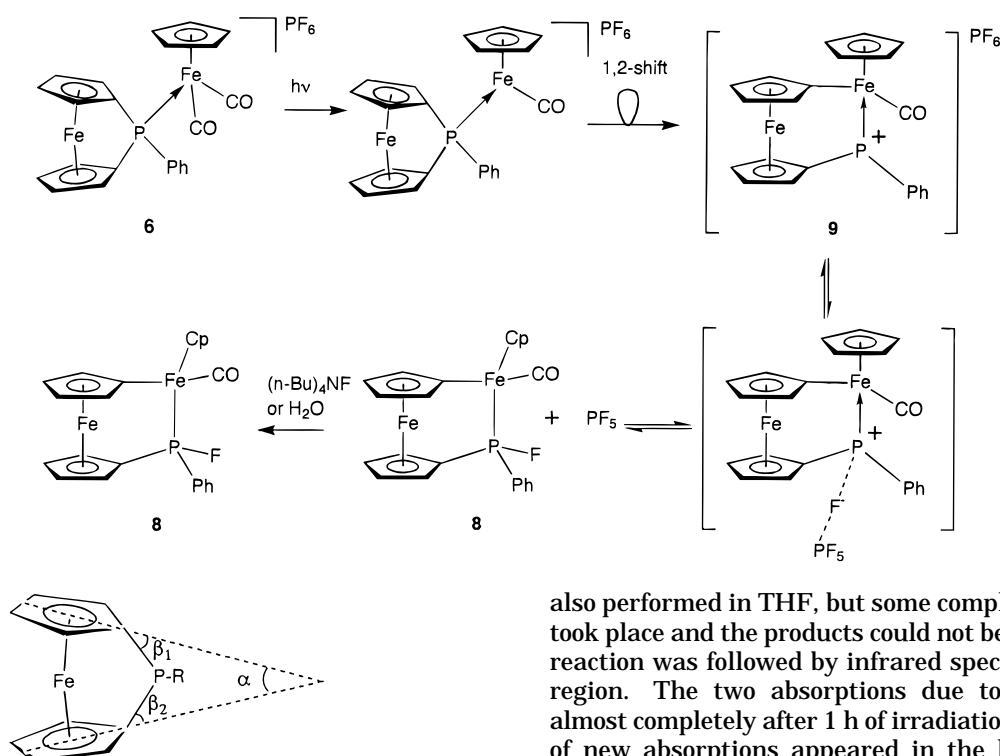 PF6
Fe
CO
CO
Fe
P
Ph
6
hν
PF6
Fe
CO
Fe
P
Ph
1,2-shift
PF6
Fe
CO
Fe
P
+
Ph
9
Cp
Fe
CO
Fe
P
F
Ph
8
(n-Bu)4NF
or H2O
Cp
Fe
CO
Fe
P
F
Ph
8
+
PF5
Fe
CO
Fe
P
+
Ph
F-
PF5
Fe
β1
P-R
β2
α
also performed in THF, but some compl
took place and the products could not be
reaction was followed by infrared spec
region. The two absorptions due to
almost completely after 1 h of irradiation
of new absorptions appeared in the